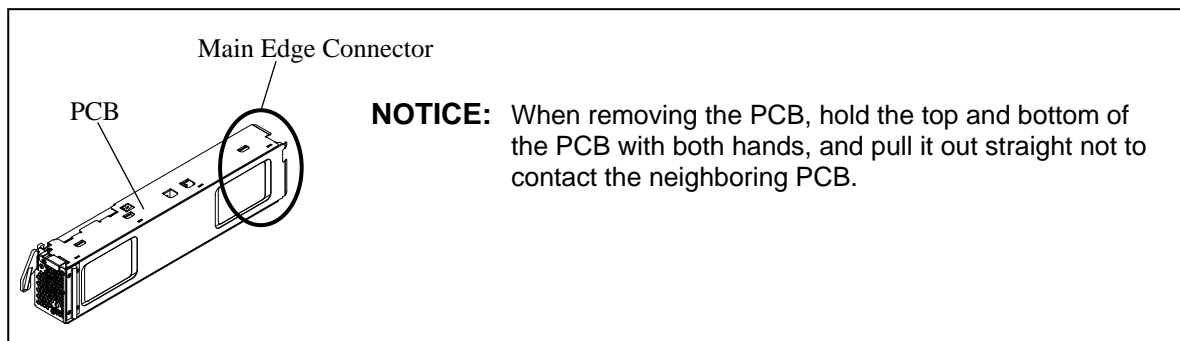 Main Edge Connector
PCB
NOTICE: When removing the PCB, hold the top and bottom of
the PCB with both hands, and pull it out straight not to
contact the neighboring PCB.